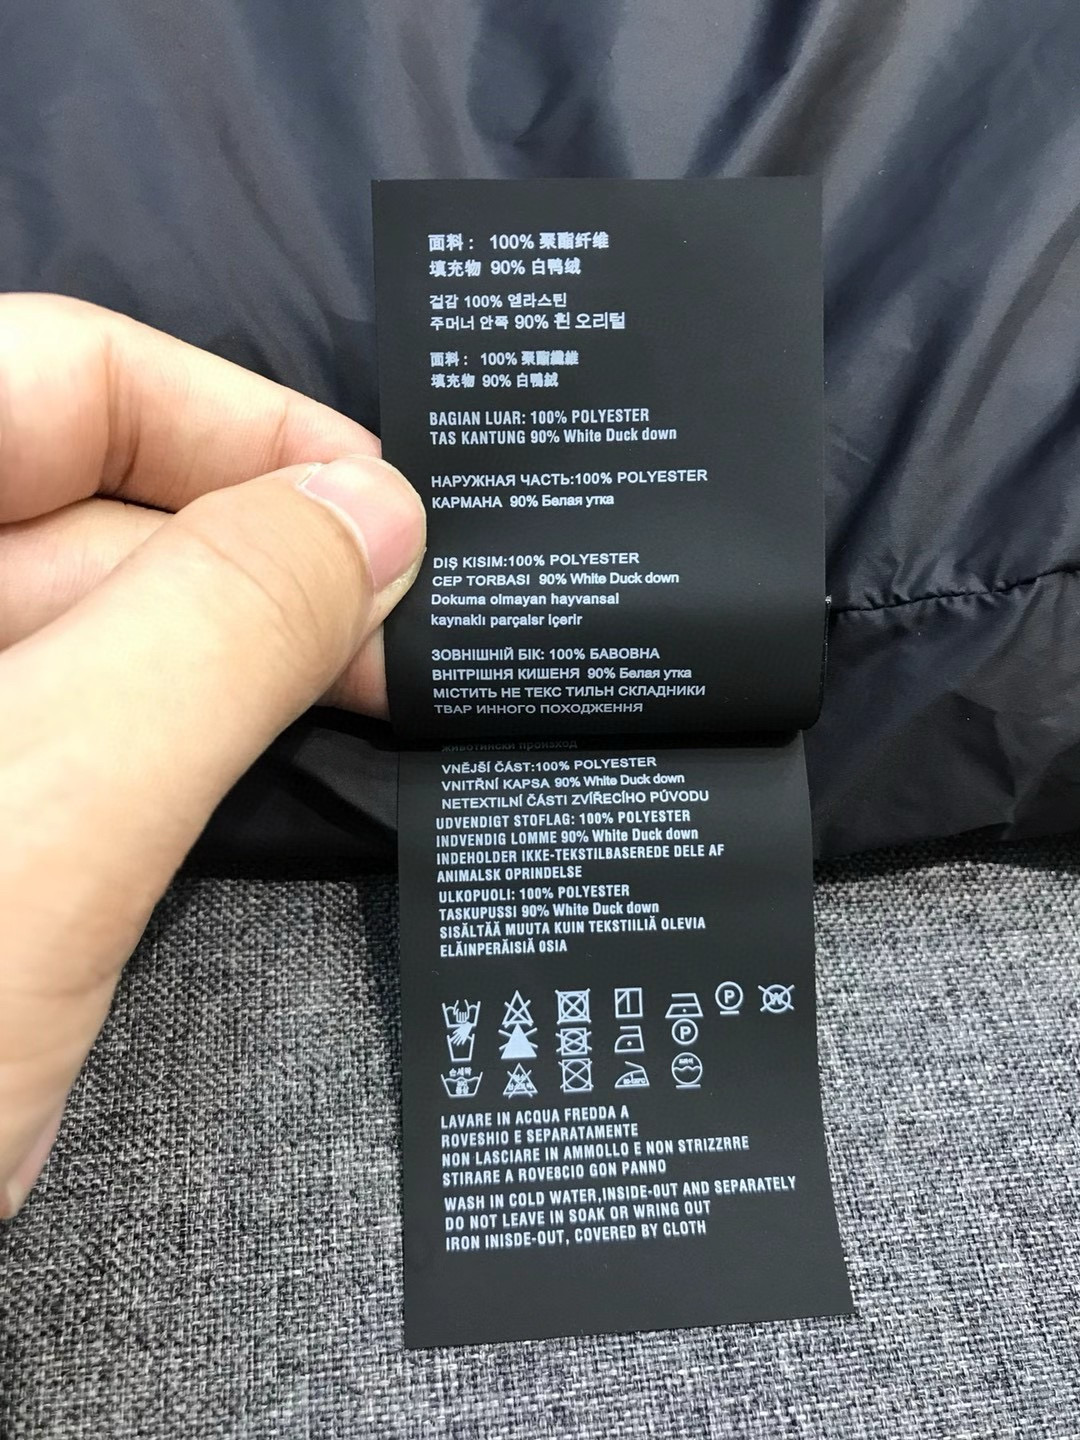 面料： 100% 聚酯纤维
填充物 90% 白鸭绒
겉감 100% 엘라스틴
주머너 안쪽 90% 흰 오리털
面料： 100% 聚酯纖維
填充物 90% 白鴨絨
BAGIAN LUAR: 100% POLYESTER
TAS KANTUNG 90% White Duck down
НАРУЖНАЯ ЧАСТЬ:100% POLYESTER
КАРМАНА 90% Белая утка
DIŞ KISIM:100% POLYESTER
CEP TORBASI 90% White Duck down
Dokuma olmayan hayvansal
kaynaklı parçalsr içerir
ЗОВНІШНІЙ БІК: 100% БАВОВНА
ВНІТРІШНЯ КИШЕНЯ 90% Белая утка
МІСТИТЬ НЕ ТЕКС ТИЛЬН СКЛАДНИКИ
ТВАР ИННОГО ПОХОДЖЕННЯ
животински произход
VNĚJŠÍ ČÁST:100% POLYESTER
VNITŘNÍ KAPSA 90% White Duck down
NETEXTILNÍ ČÁSTI ZVÍŘECÍHO PŮVODU
UDVENDIGT STOFLAG: 100% POLYESTER
INDVENDIG LOMME 90% White Duck down
INDEHOLDER IKKE-TEKSTILBASEREDE DELE AF
ANIMALSK OPRINDELSE
ULKOPUOLI: 100% POLYESTER
TASKUPUSSI 90% White Duck down
SISÄLTÄÄ MUUTA KUIN TEKSTIILIÄ OLEVIA
ELÄINPERÄISIÄ OSIA
P W
P
손세탁
LAVARE IN ACQUA FREDDA A
ROVESHIO E SEPARATAMENTE
NON LASCIARE IN AMMOLLO E NON STRIZZRRE
STIRARE A ROVE8CIO GON PANNO
WASH IN COLD WATER,INSIDE-OUT AND SEPARATELY
DO NOT LEAVE IN SOAK OR WRING OUT
IRON INISDE-OUT, COVERED BY CLOTH